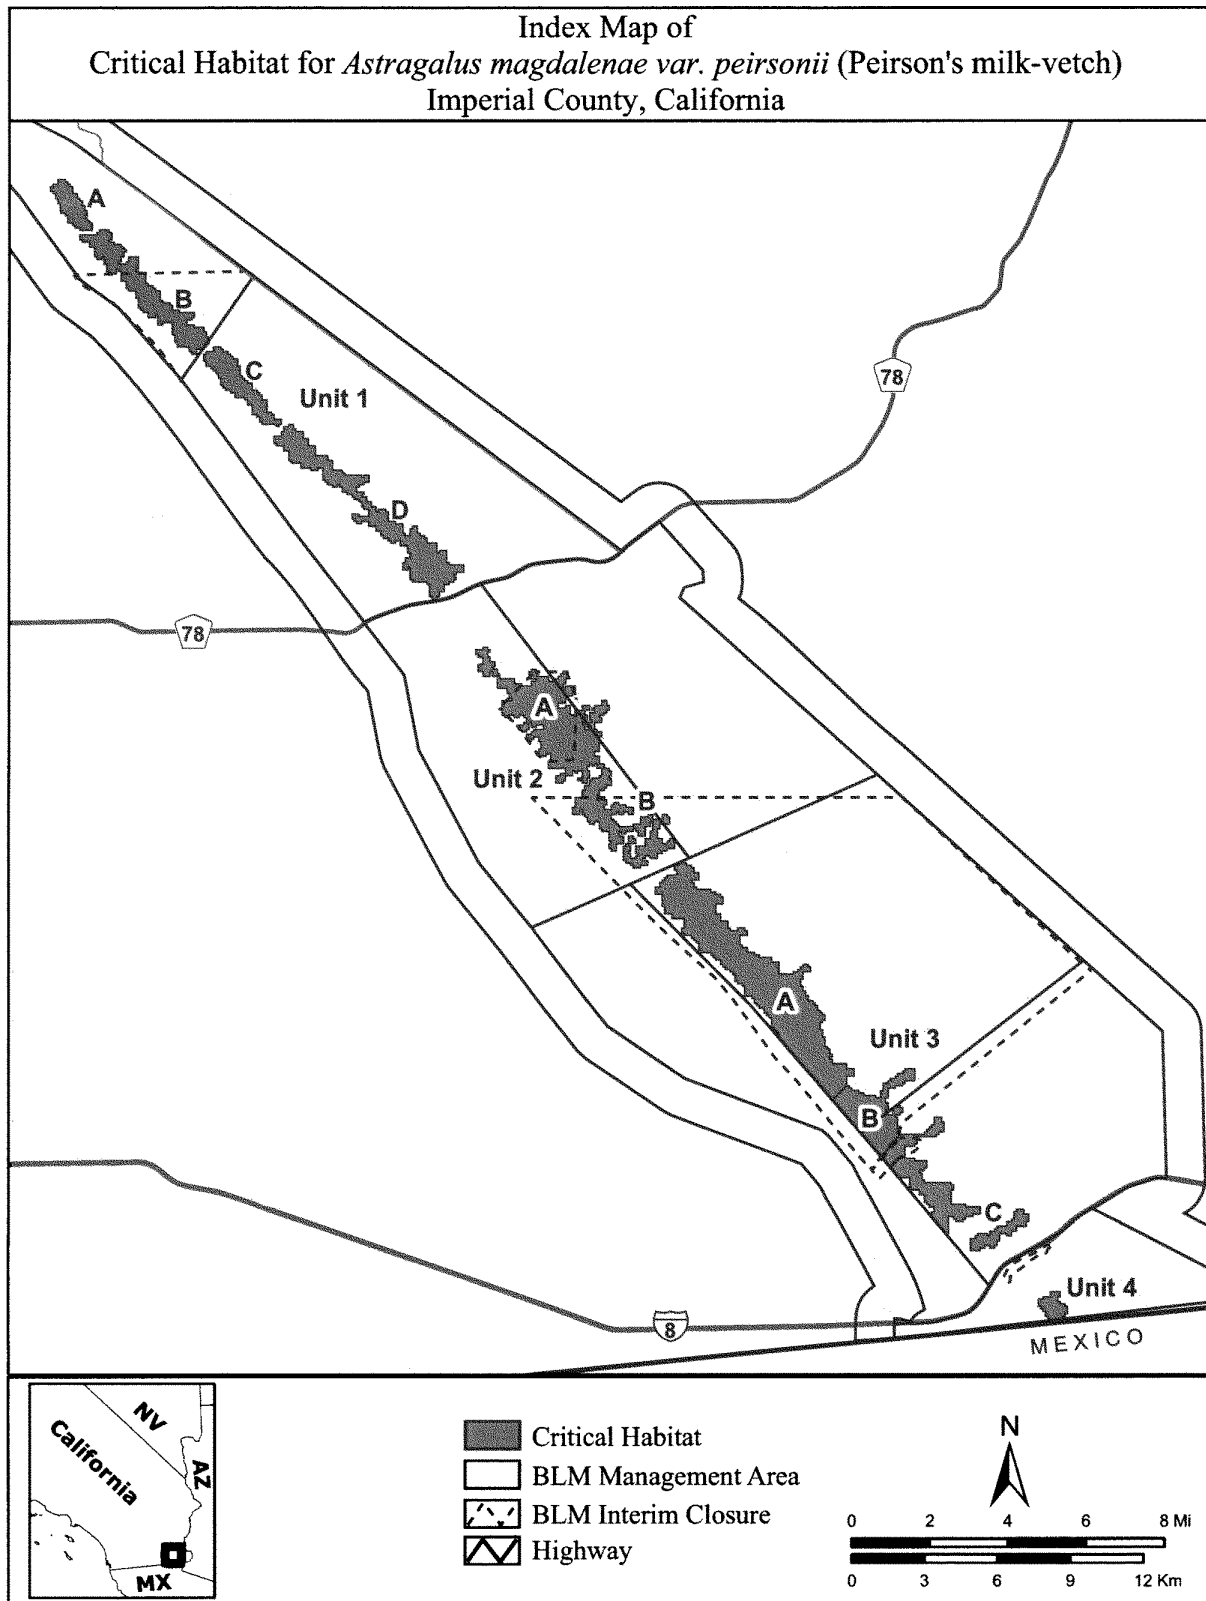 Index Map of
Critical Habitat for Astragalus magdalenae var. peirsonii (Peirson's milk-vetch)
Imperial County, California
A
B
C
Unit 1
78
D
78
A
Unit 2
B
A
Unit 3
B
C
Unit 4
8
MEXICO
NV
California
AZ
MX
Critical Habitat
BLM Management Area
BLM Interim Closure
Highway
N
0 2 4 6 8 Mi
0 3 6 9 12 Km